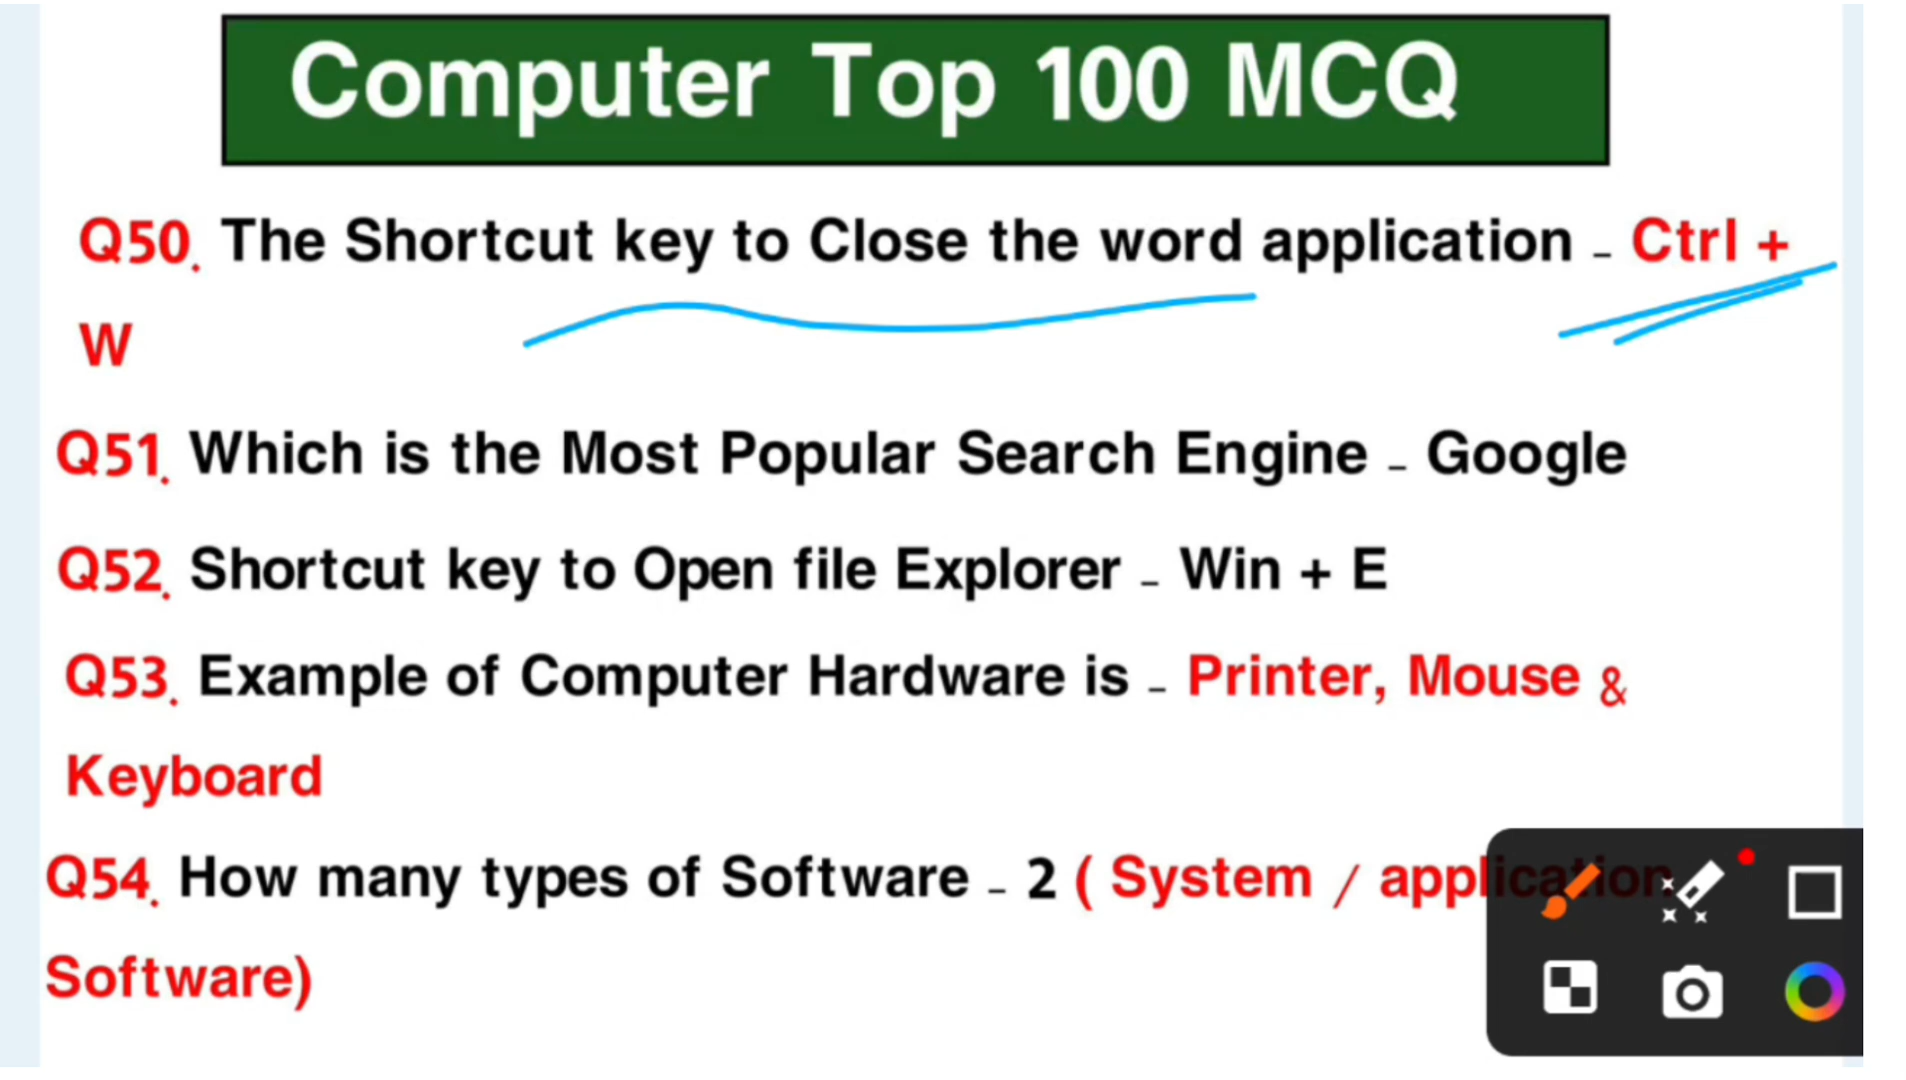 Computer Top 100 MCQ
Q50. The Shortcut key to Close the word application - Ctrl +
W
Q51. Which is the Most Popular Search Engine - Google
Q52. Shortcut key to Open file Explorer - Win + E
Q53. Example of Computer Hardware is - Printer, Mouse &
Keyboard
Q54. How many types of Software - 2 ( System / application
Software)